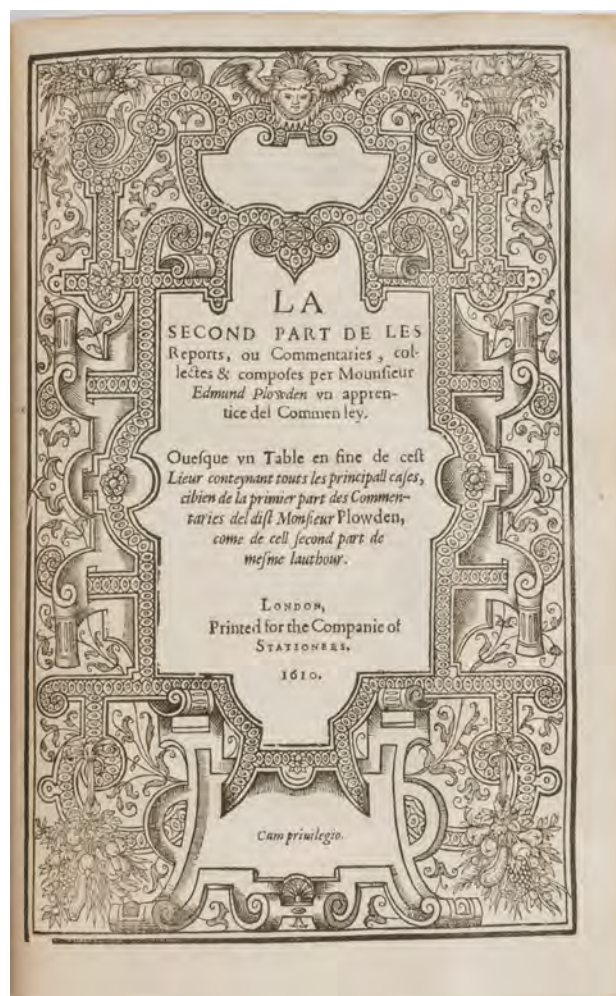 LA
SECOND PART DE LES
Reports, ou Commentaries, col-
lectes & composes per Mounsieur
Edmund Plowden vn appren-
tice del Commen ley.
Ouesque vn Table en fine de cest
Lieur conteynant touts les principall cases,
cibien de la primier part des Commen-
taries del dist Monsieur Plowden,
come de cell second part de
mesme lauthour.
LONDON,
Printed for the Companie of
STATIONERS.
1610.
Cum priuilegio.